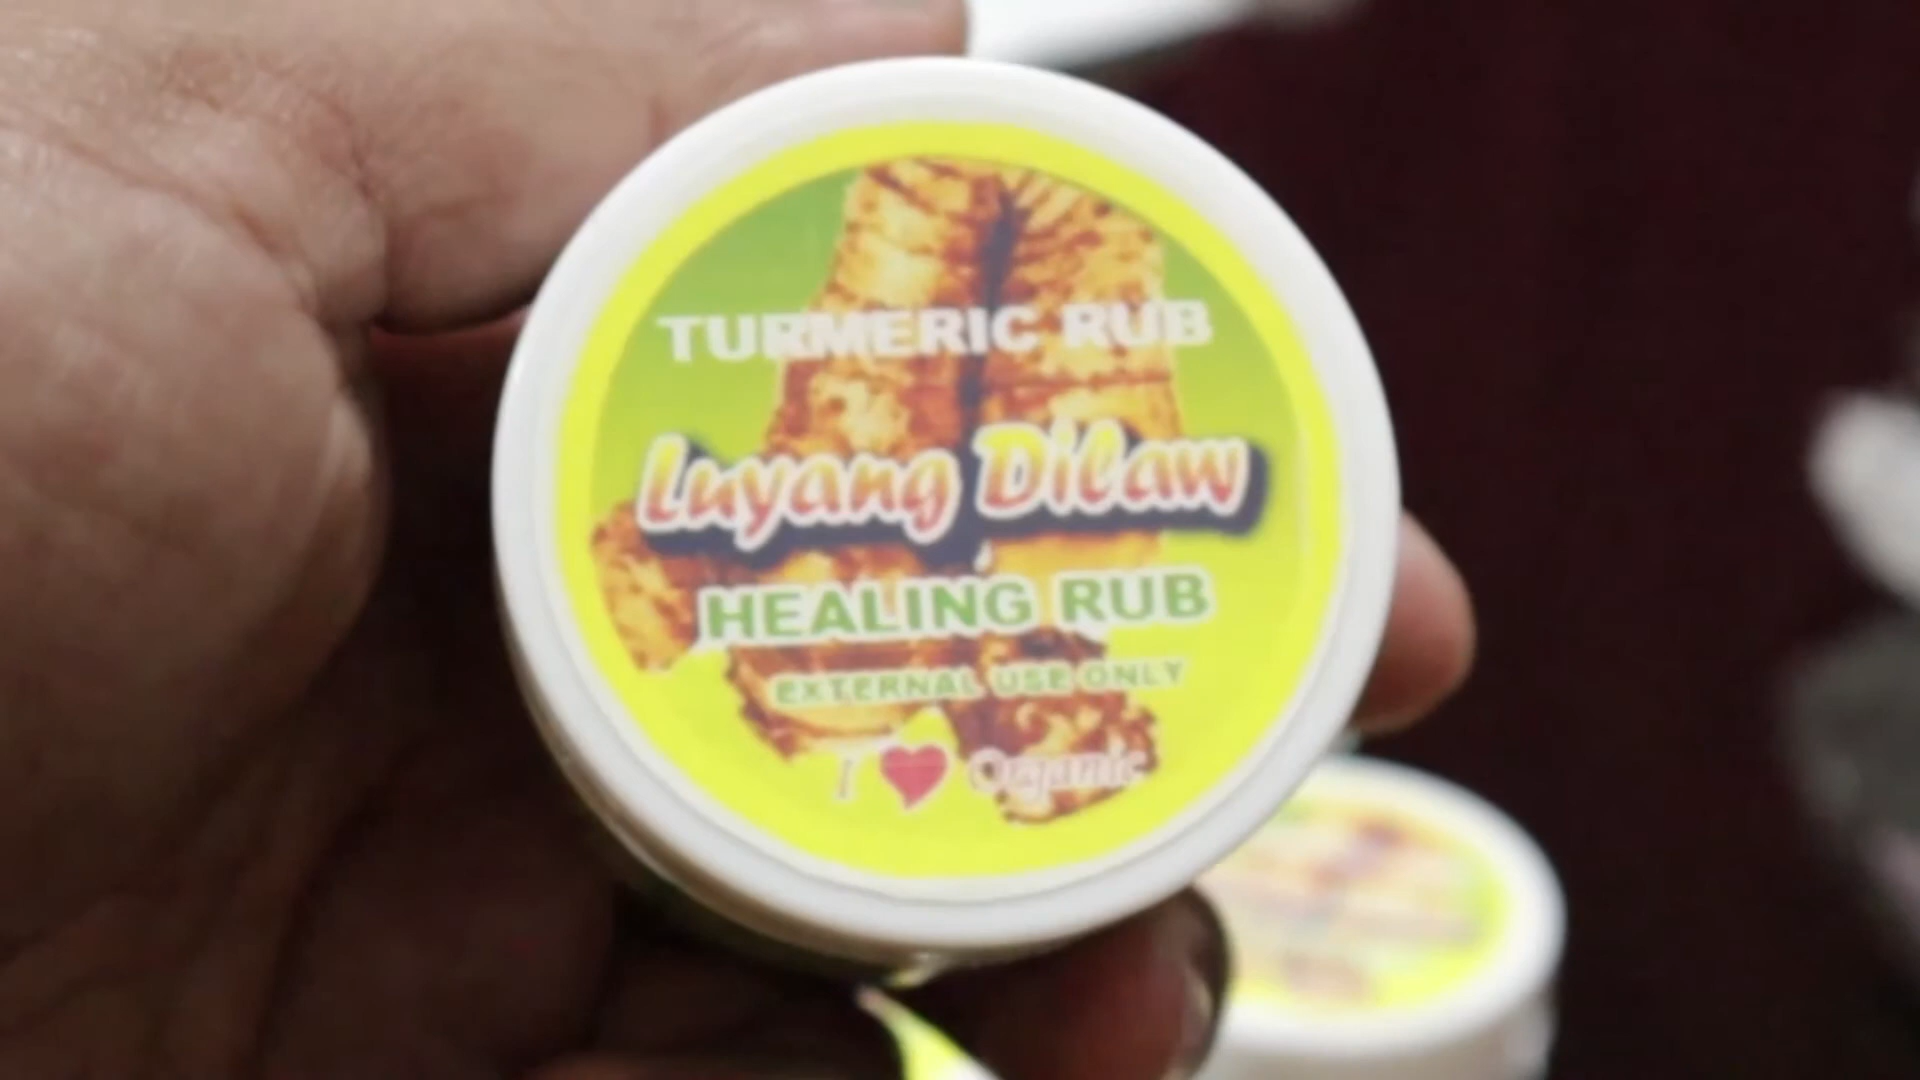 TURMERIC RUB
Luyang Dilaw
HEALING RUB
EXTERNAL USE ONLY
I ❤ Organic